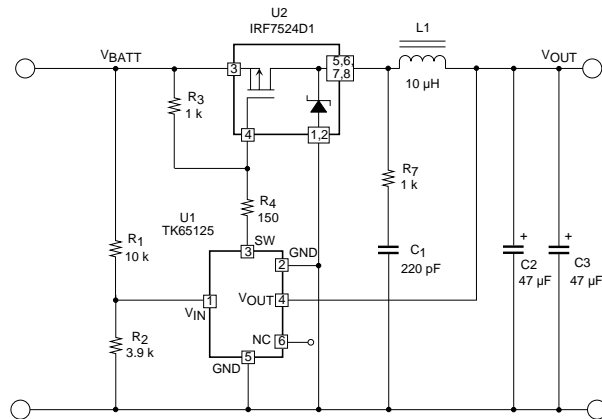 U2
IRF7524D1
L1
VBATT
VOUT
3
5,6,
7,8
10 µH
R3
1 k
4
1,2
R7
1 k
R4
150
U1
TK65125
SW
3
GND
2
R1
10 k
C1
220 pF
C2
47 µF
C3
47 µF
+
+
1
VIN
VOUT
4
NC
6
R2
3.9 k
GND
5